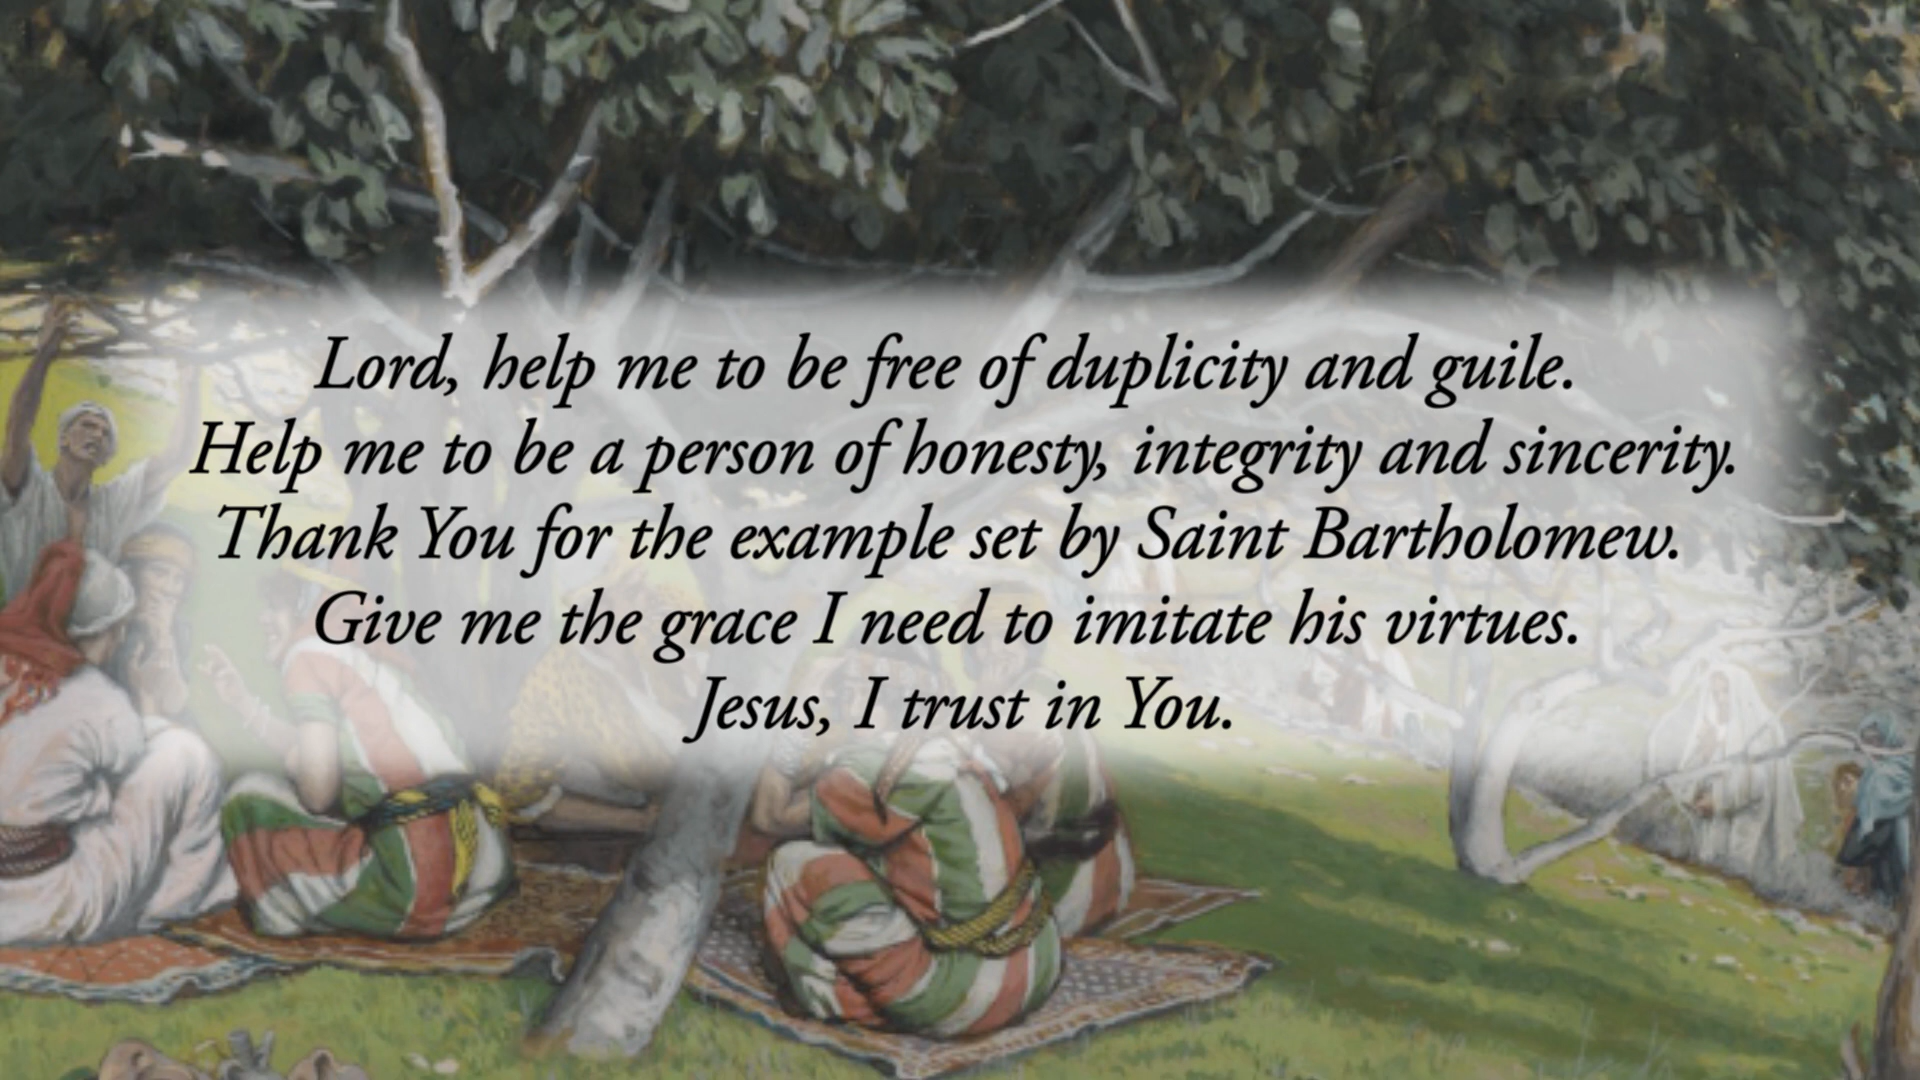 Lord, help me to be free of duplicity and guile.
Help me to be a person of honesty, integrity and sincerity.
Thank You for the example set by Saint Bartholomew.
Give me the grace I need to imitate his virtues.
Jesus, I trust in You.